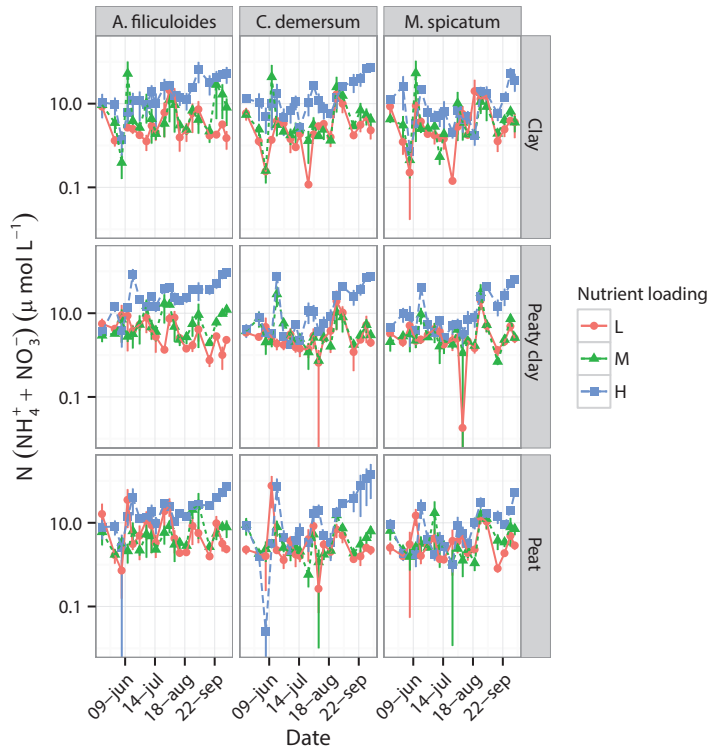 A. filiculoides C. demersum M. spicatum
10.0
0.1
Clay
N (NH₄⁺ + NO₃⁻) (μ mol L⁻¹)
10.0
0.1
Peaty clay
Nutrient loading
L
M
H
10.0
0.1
Peat
09–jun 14–jul 18–aug 22–sep 09–jun 14–jul 18–aug 22–sep 09–jun 14–jul 18–aug 22–sep
Date